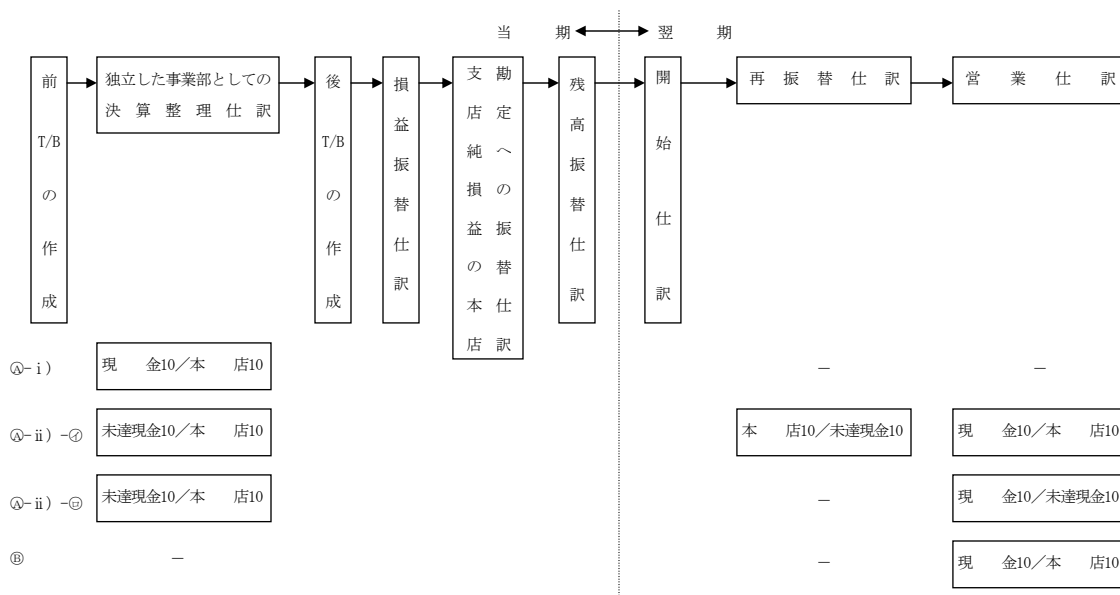 当　　期 翌　　期
前T/Bの作成
独立した事業部としての
決算整理仕訳
後T/Bの作成
損益振替仕訳
支店純損益の本店
勘定への振替仕訳
残高振替仕訳
開始仕訳
再振替仕訳
営業仕訳
Ⓐ-ⅰ) 現　金10／本　店10 － －
Ⓐ-ⅱ)-㋑ 未達現金10／本　店10 本　店10／未達現金10 現　金10／本　店10
Ⓐ-ⅱ)-㋺ 未達現金10／本　店10 － 現　金10／未達現金10
Ⓑ － － 現　金10／本　店10